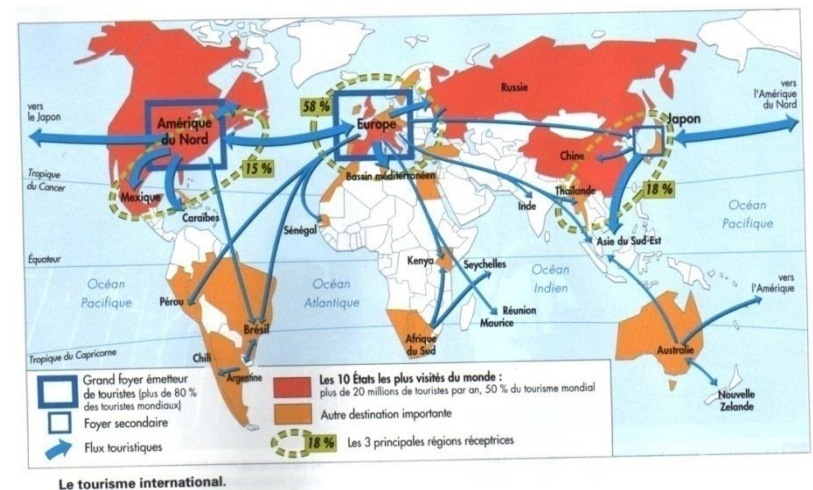 vers
le Japon
Amérique
du Nord
58 %
Europe
Russie
vers
l'Amérique
du Nord
Japon
Chine
15 %
Tropique
du Cancer
Mexique
Caraïbes
Bassin méditerranéen
Thaïlande
18 %
Inde
Océan
Pacifique
Sénégal
Asie du Sud-Est
Équateur
Océan
Pacifique
Pérou
Océan
Atlantique
Kenya
Seychelles
Océan
Indien
vers
l'Amérique
Réunion
Maurice
Brésil
Afrique
du Sud
Tropique du Capricorne
Chili
Argentine
Australie
Nouvelle
Zelande
Grand foyer émetteur
de touristes (plus de 80 %
des touristes mondiaux)
Foyer secondaire
Flux touristiques
Les 10 États les plus visités du monde :
plus de 20 millions de touristes par an, 50 % du tourisme mondial
Autre destination importante
18 % Les 3 principales régions réceptrices
Le tourisme international.